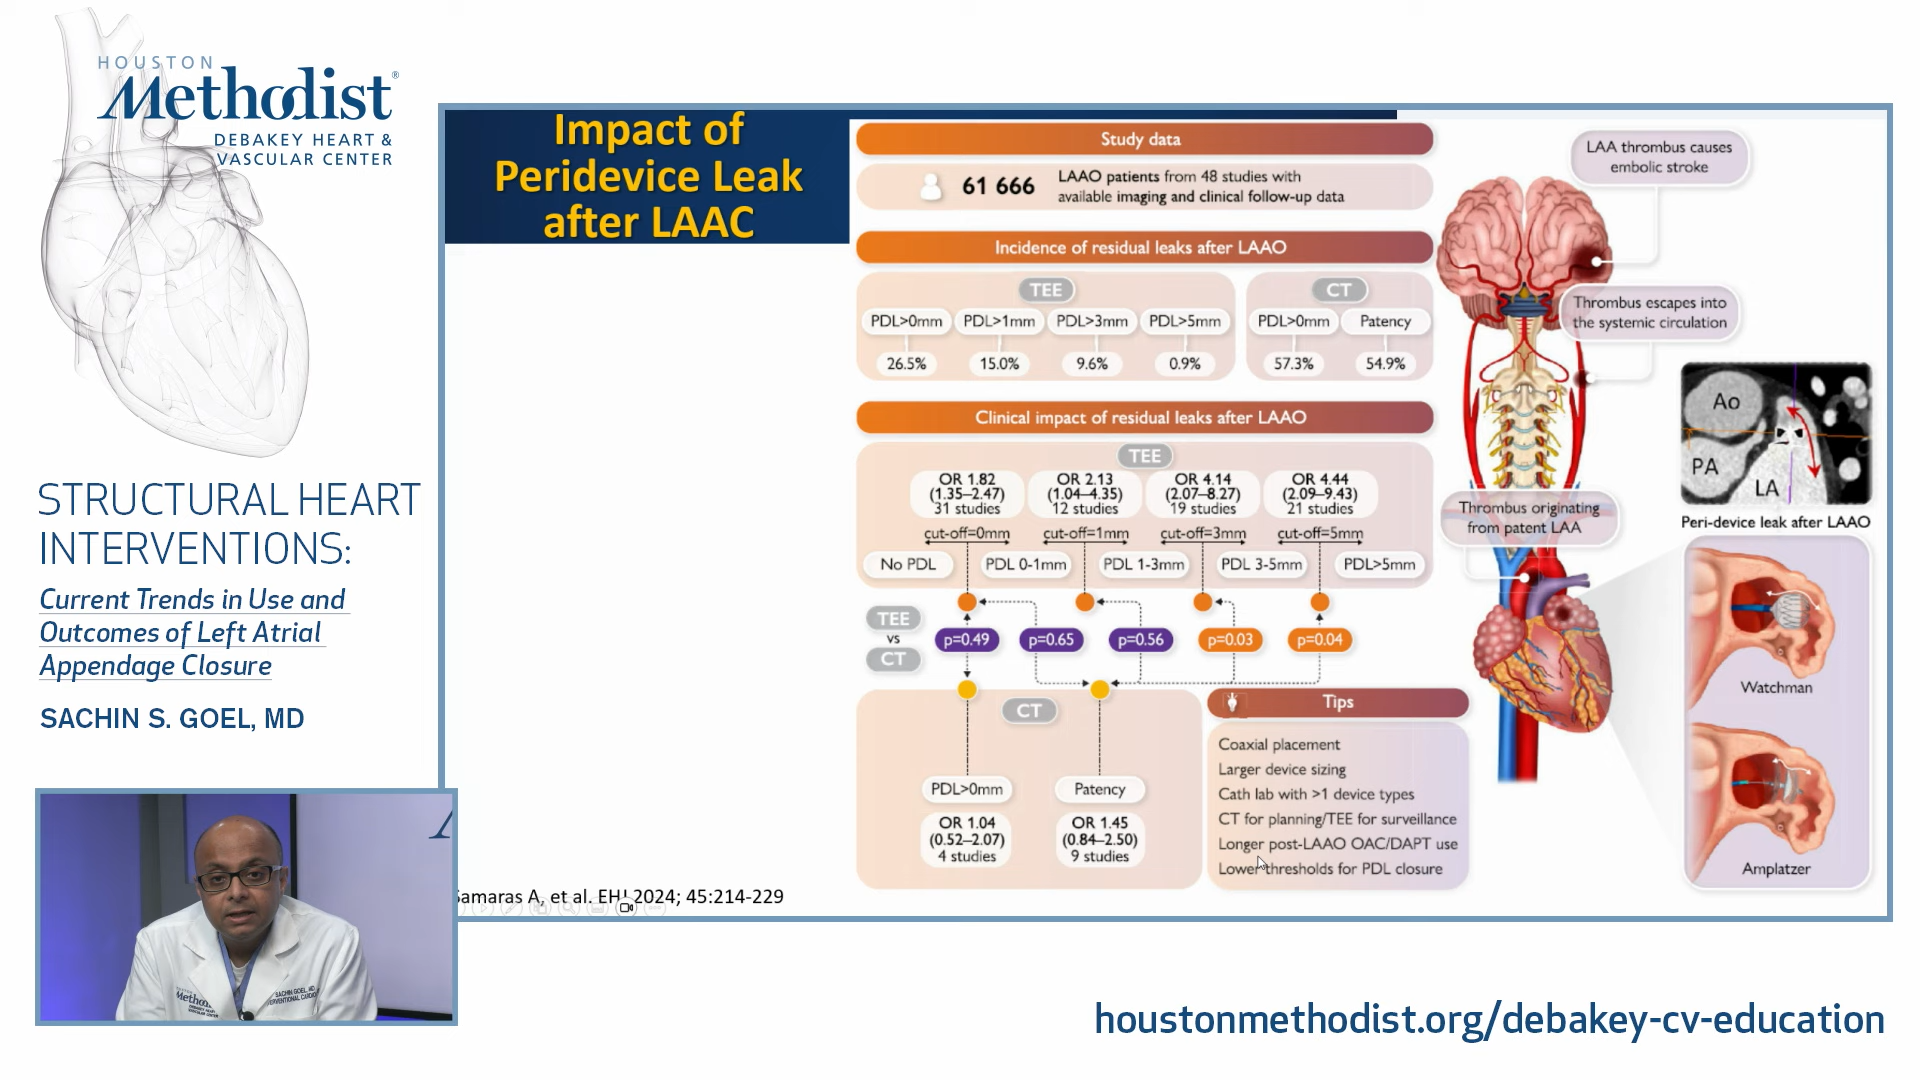 HOUSTON
Methodist®
DEBAKEY HEART &
VASCULAR CENTER
STRUCTURAL HEART
INTERVENTIONS:
Current Trends in Use and
Outcomes of Left Atrial
Appendage Closure
SACHIN S. GOEL, MD
Impact of
Peridevice Leak
after LAAC
Study data
61 666
LAAO patients from 48 studies with
available imaging and clinical follow-up data
Incidence of residual leaks after LAAO
TEE
CT
PDL>0mm PDL>1mm PDL>3mm PDL>5mm PDL>0mm Patency
26.5% 15.0% 9.6% 0.9% 57.3% 54.9%
Clinical impact of residual leaks after LAAO
TEE
OR 1.82 OR 2.13 OR 4.14 OR 4.44
(1.35–2.47) (1.04–4.35) (2.07–8.27) (2.09–9.43)
31 studies 12 studies 19 studies 21 studies
cut-off=0mm cut-off=1mm cut-off=3mm cut-off=5mm
No PDL PDL 0-1mm PDL 1-3mm PDL 3-5mm PDL>5mm
TEE
vs
CT
p=0.49 p=0.65 p=0.56 p=0.03 p=0.04
CT
PDL>0mm Patency
OR 1.04 OR 1.45
(0.52–2.07) (0.84–2.50)
4 studies 9 studies
Tips
Coaxial placement
Larger device sizing
Cath lab with >1 device types
CT for planning/TEE for surveillance
Longer post-LAAO OAC/DAPT use
Lower thresholds for PDL closure
LAA thrombus causes
embolic stroke
Thrombus escapes into
the systemic circulation
Thrombus originating
from patent LAA
Ao
PA
LA
Peri-device leak after LAAO
Watchman
Amplatzer
Samaras A, et al. EHJ 2024; 45:214-229
SACHIN GOEL, MD
houstonmethodist.org/debakey-cv-education